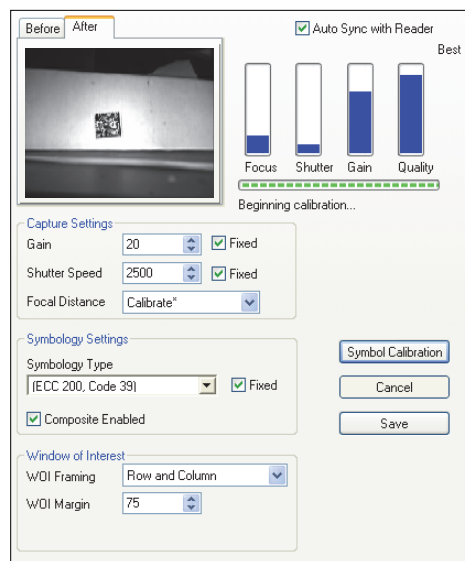 Before After
Auto Sync with Reader
Best
Focus Shutter Gain Quality
Beginning calibration...
Capture Settings
Gain 20 Fixed
Shutter Speed 2500 Fixed
Focal Distance Calibrate*
Symbology Settings
Symbology Type
(ECC 200, Code 39) Fixed
Composite Enabled
Symbol Calibration
Cancel
Save
Window of Interest
WOI Framing Row and Column
WOI Margin 75